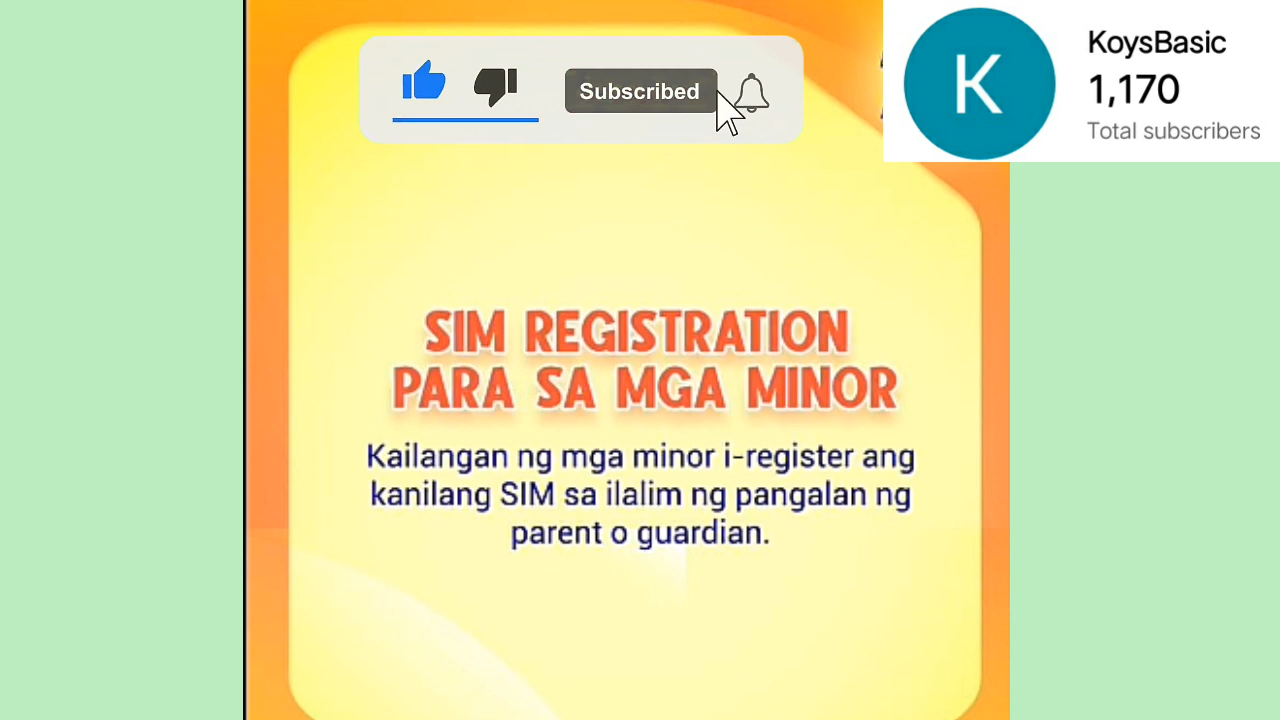 Subscribed
K
KoysBasic
1,170
Total subscribers
SIM REGISTRATION
PARA SA MGA MINOR
Kailangan ng mga minor i-register ang
kanilang SIM sa ilalim ng pangalan ng
parent o guardian.